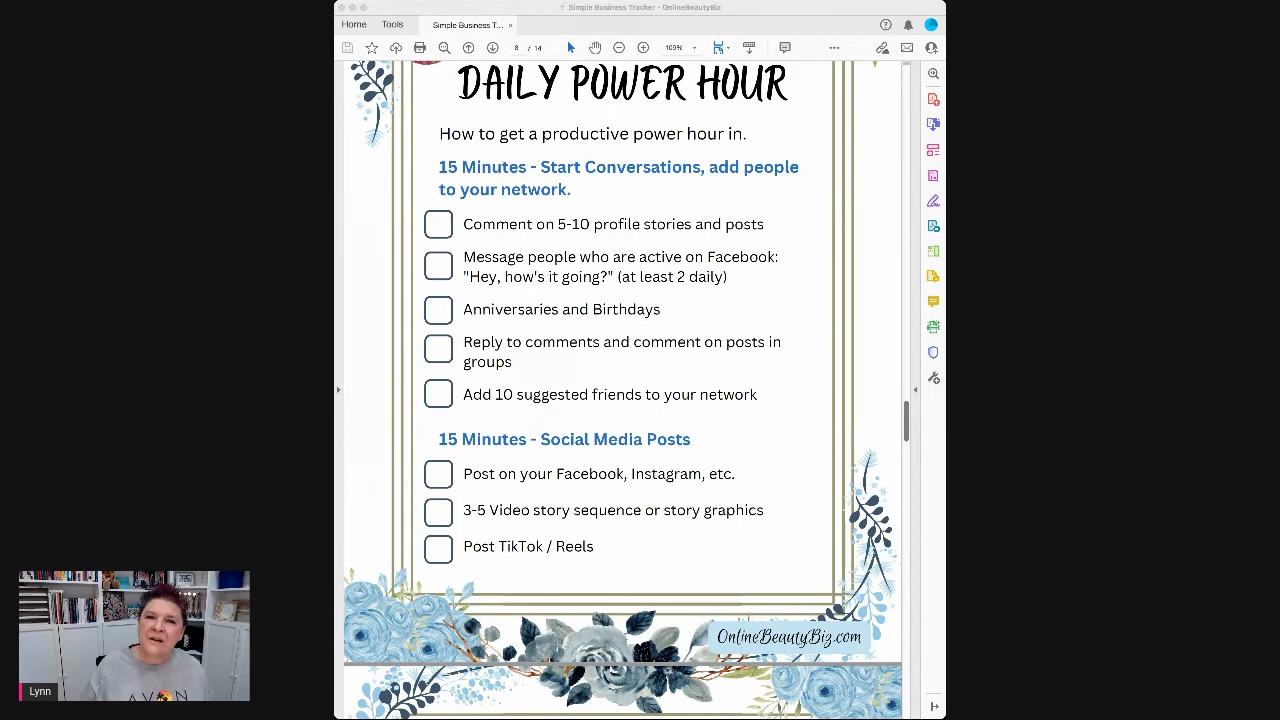 Simple Business Tracker - OnlineBeautyBiz
Home
Tools
Simple Business T...
8 / 14
109%
DAILY POWER HOUR
How to get a productive power hour in.
15 Minutes - Start Conversations, add people
to your network.
Comment on 5-10 profile stories and posts
Message people who are active on Facebook:
"Hey, how's it going?" (at least 2 daily)
Anniversaries and Birthdays
Reply to comments and comment on posts in
groups
Add 10 suggested friends to your network
15 Minutes - Social Media Posts
Post on your Facebook, Instagram, etc.
3-5 Video story sequence or story graphics
Post TikTok / Reels
OnlineBeautyBiz.com
Lynn
AVON